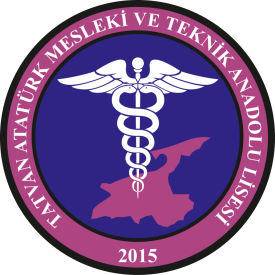 TATVAN ATATÜRK MESLEKİ VE TEKNİK ANADOLU LİSESİ
2015